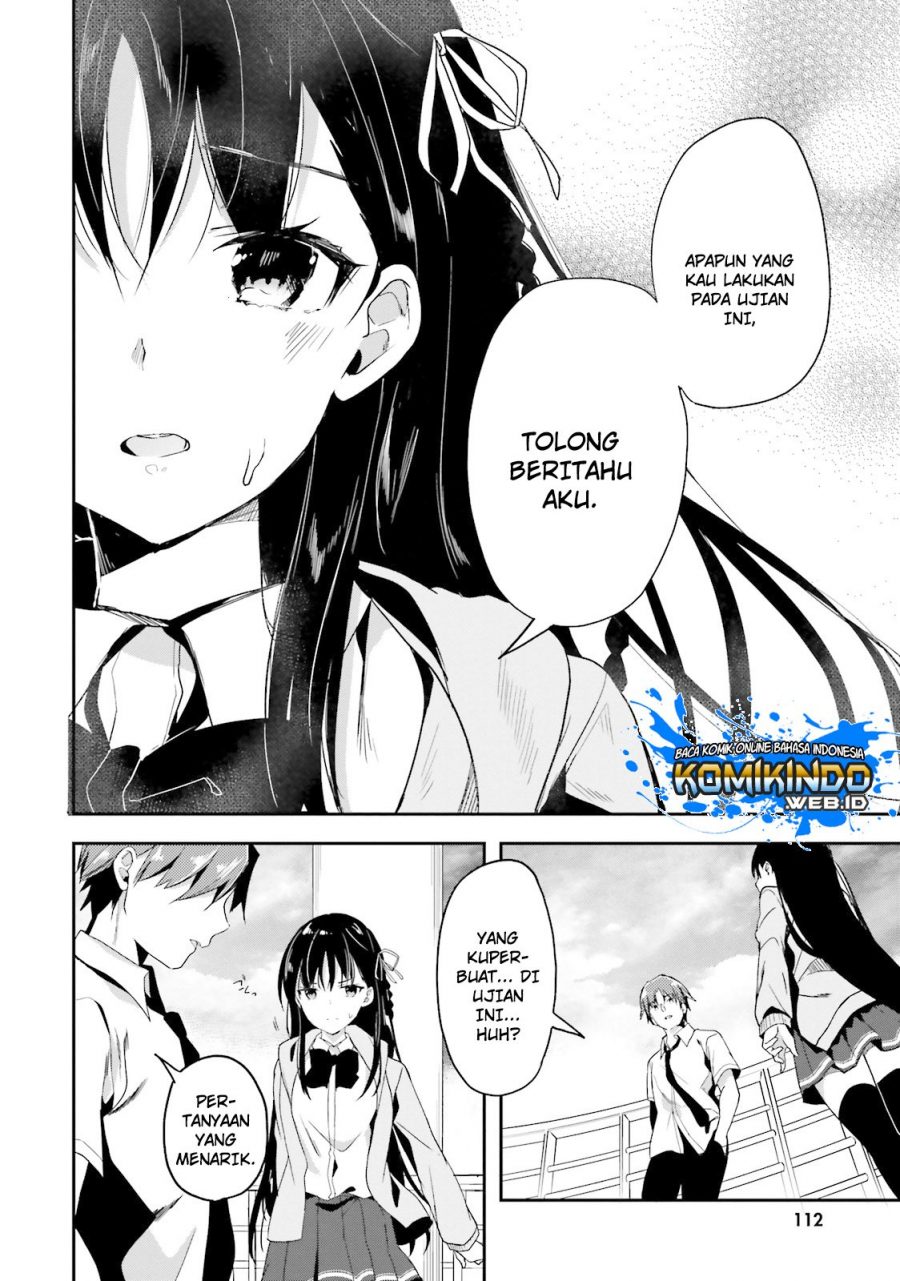 APAPUN YANG
KAU LAKUKAN
PADA UJIAN
INI,
TOLONG
BERITAHU
AKU.
BACA KOMIK ONLINE BAHASA INDONESIA
KOMIKINDO
WEB.ID
YANG
KUPER-
BUAT... DI
UJIAN
INI...
HUH?
PER-
TANYAAN
YANG
MENARIK.
112